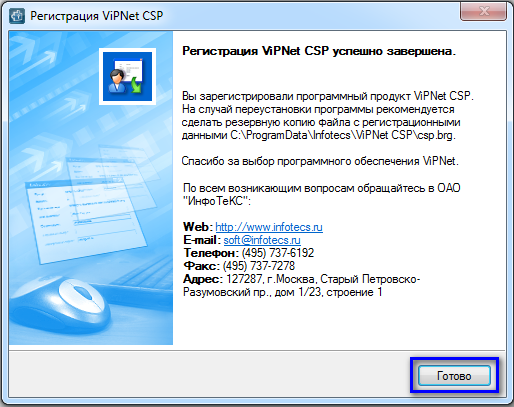 Регистрация ViPNet CSP
Регистрация ViPNet CSP успешно завершена.
Вы зарегистрировали программный продукт ViPNet CSP.
На случай переустановки программы рекомендуется
сделать резервную копию файла с регистрационными
данными C:\ProgramData\Infotecs\ViPNet CSP\csp.brg.
Спасибо за выбор программного обеспечения ViPNet.
По всем возникающим вопросам обращайтесь в ОАО
"ИнфоТеКС":
Web: http://www.infotecs.ru
E-mail: soft@infotecs.ru
Телефон: (495) 737-6192
Факс: (495) 737-7278
Адрес: 127287, г.Москва, Старый Петровско-
Разумовский пр., дом 1/23, строение 1
Готово